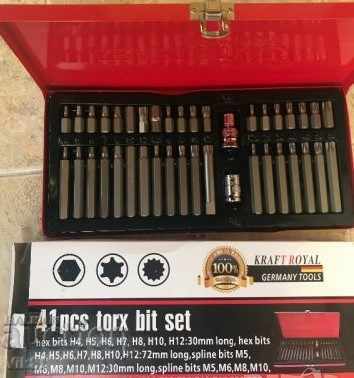 100%
KRAFT ROYAL
GERMANY TOOLS
41pcs torx bit set
hex bits H4, H5, H6, H7, H8, H10, H12:30mm long, hex bits
H4,H5,H6,H7,H8,H10,H12:72mm long,spline bits M5,
M6,M8,M10,M12:30mm long,spline bits M5,M6,M8,M10,